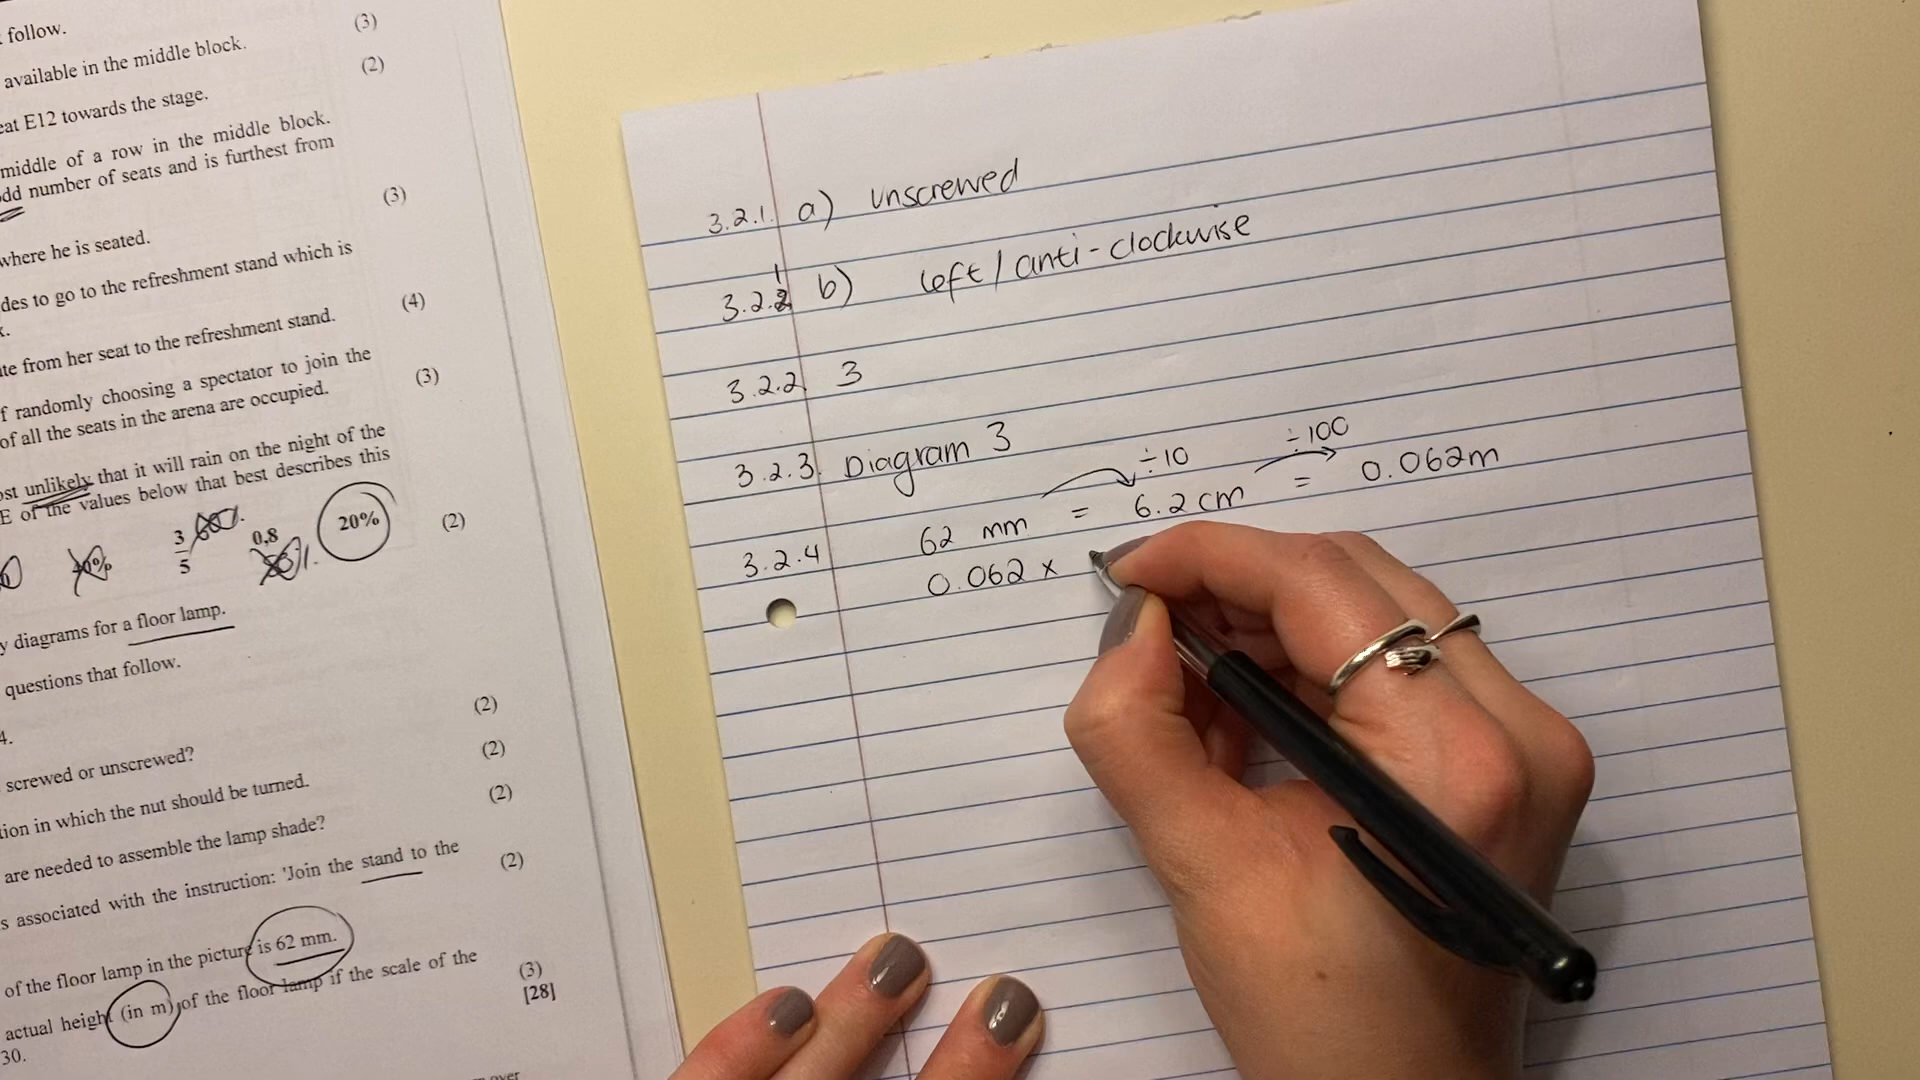 follow.
(3)
available in the middle block.
(2)
eat E12 towards the stage.
middle of a row in the middle block.
odd number of seats and is furthest from
(3)
where he is seated.
des to go to the refreshment stand which is
(4)
te from her seat to the refreshment stand.
f randomly choosing a spectator to join the
(3)
of all the seats in the arena are occupied.
ost unlikely that it will rain on the night of the
E of the values below that best describes this
3/5 0,8 20% (2)
y diagrams for a floor lamp.
questions that follow.
(2)
4.
screwed or unscrewed?
(2)
tion in which the nut should be turned.
(2)
are needed to assemble the lamp shade?
s associated with the instruction: 'Join the stand to the
(2)
of the floor lamp in the picture is 62 mm.
actual height (in m) of the floor lamp if the scale of the
(3)
30.
[28]
over
3.2.1. a) unscrewed
3.2.1 b) left / anti-clockwise
3.2.2. 3
3.2.3. Diagram 3
÷10 ÷100
3.2.4 62 mm = 6.2 cm = 0.062m
0.062 x